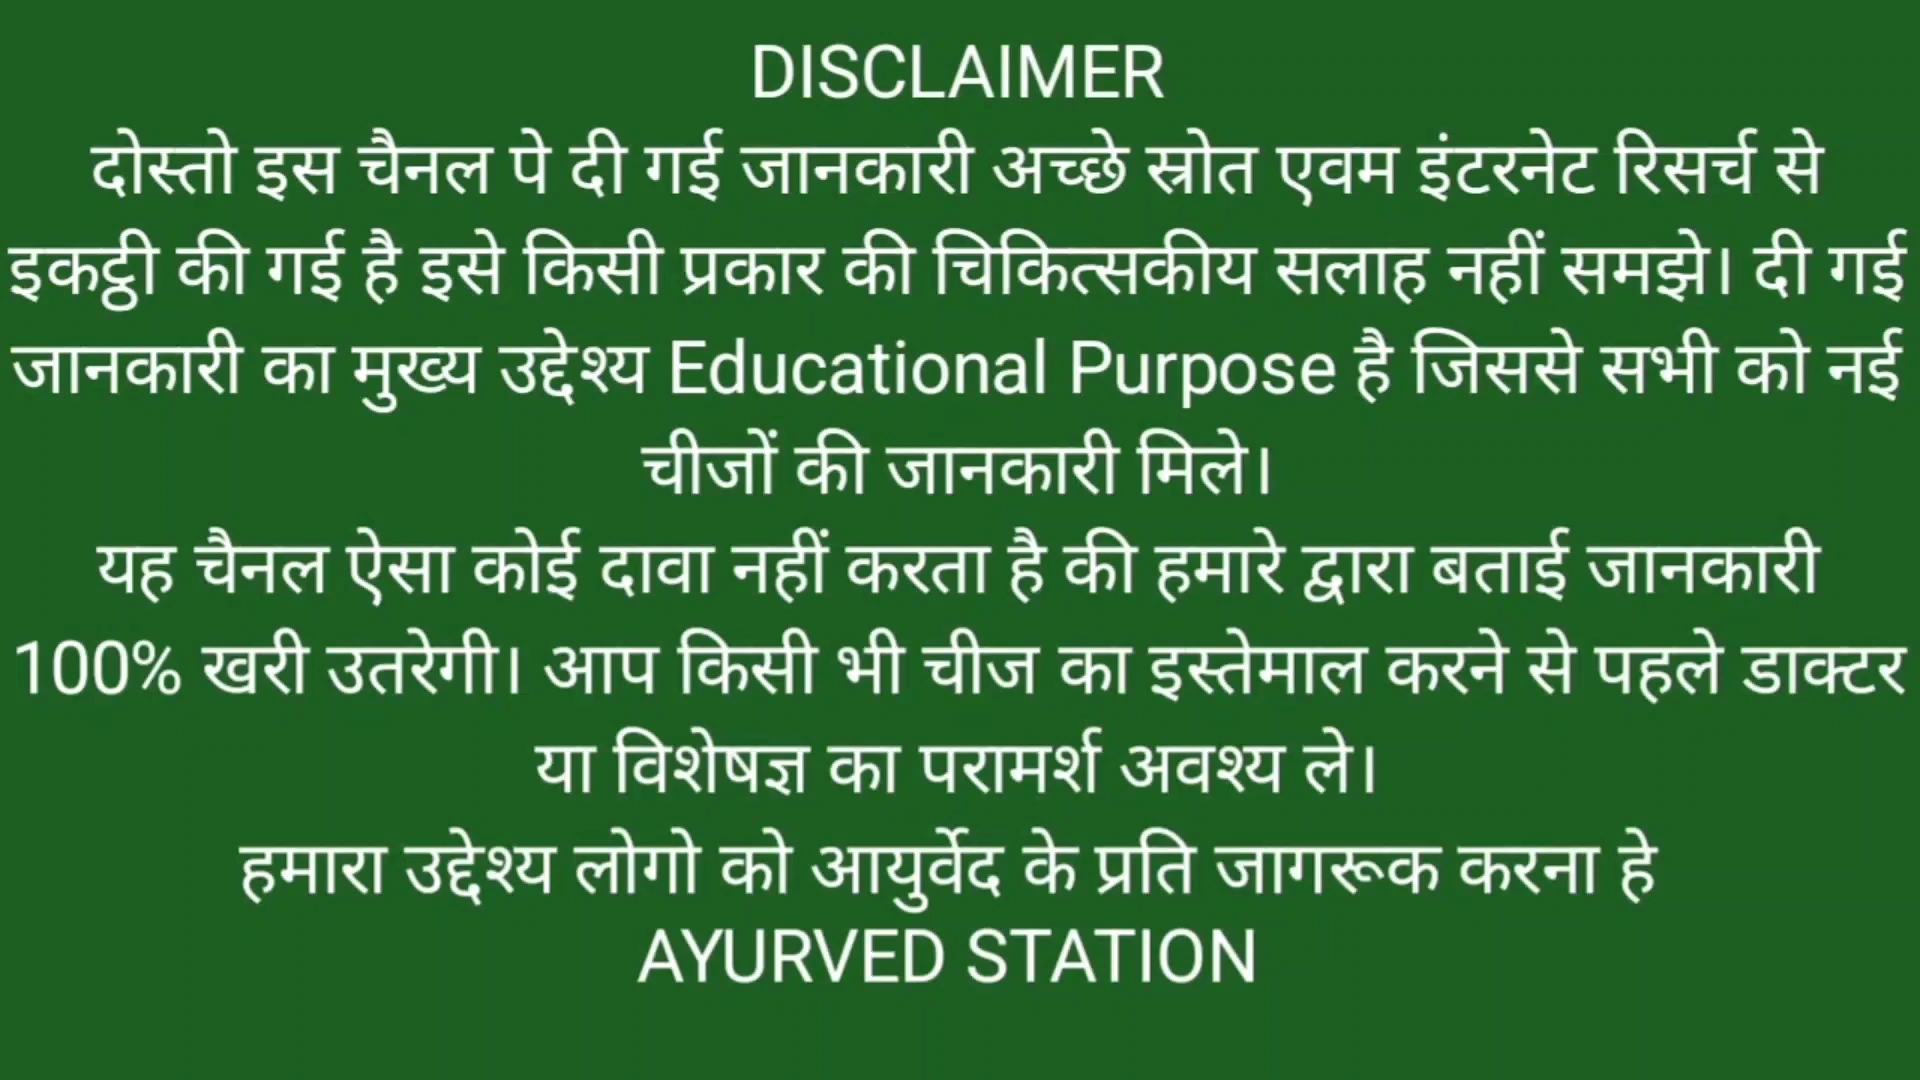 DISCLAIMER
दोस्तो इस चैनल पे दी गई जानकारी अच्छे स्रोत एवम इंटरनेट रिसर्च से
इकट्ठी की गई है इसे किसी प्रकार की चिकित्सकीय सलाह नहीं समझे। दी गई
जानकारी का मुख्य उद्देश्य Educational Purpose है जिससे सभी को नई
चीजों की जानकारी मिले।
यह चैनल ऐसा कोई दावा नहीं करता है की हमारे द्वारा बताई जानकारी
100% खरी उतरेगी। आप किसी भी चीज का इस्तेमाल करने से पहले डाक्टर
या विशेषज्ञ का परामर्श अवश्य ले।
हमारा उद्देश्य लोगो को आयुर्वेद के प्रति जागरूक करना हे
AYURVED STATION